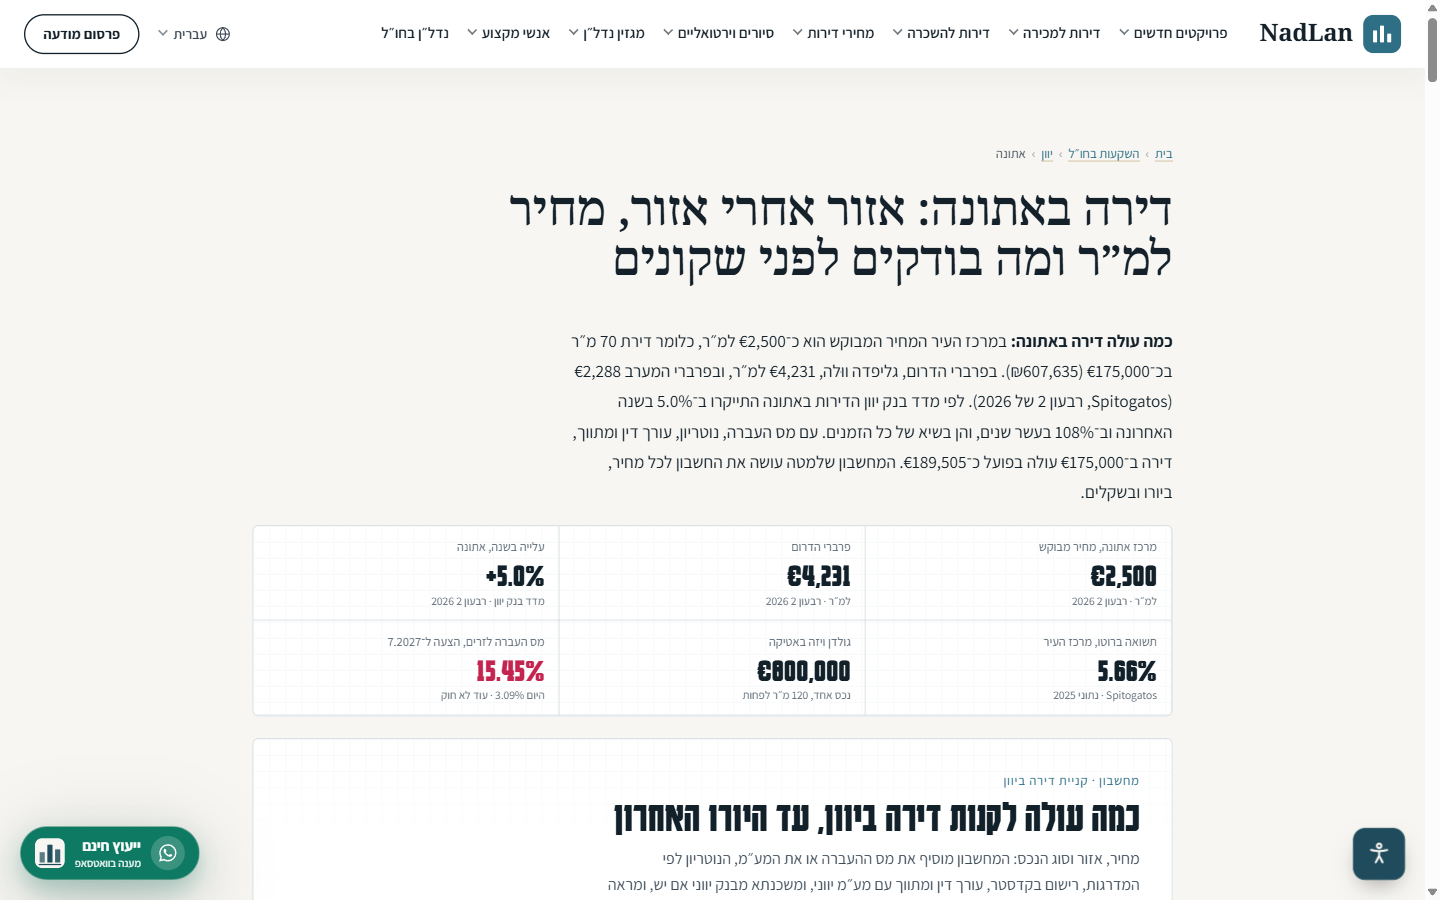 NadLan
פרויקטים חדשים
דירות למכירה
דירות להשכרה
מחירי דירות
סיורים וירטואליים
מגזין נדל״ן
אנשי מקצוע
נדל״ן בחו״ל
עברית
פרסום מודעה
בית › השקעות בחו״ל › יוון › אתונה
דירה באתונה: אזור אחרי אזור, מחיר
למ״ר ומה בודקים לפני שקונים
כמה עולה דירה באתונה: במרכז העיר המחיר המבוקש הוא כ־€2,500 למ״ר, כלומר דירת 70 מ״ר
בכ־€175,000 (₪607,635). בפרברי הדרום, גליפדה וולה, €4,231 למ״ר, ובפרברי המערב €2,288
(Spitogatos, רבעון 2 של 2026). לפי מדד בנק יוון הדירות באתונה התייקרו ב־5.0% בשנה
האחרונה וב־108% בעשר שנים, והן בשיא של כל הזמנים. עם מס העברה, נוטריון, עורך דין ומתווך,
דירה ב־€175,000 עולה בפועל כ־€189,505. המחשבון שלמטה עושה את החשבון לכל מחיר,
ביורו ובשקלים.
מרכז אתונה, מחיר מבוקש
€2,500
למ״ר · רבעון 2 2026
פרברי הדרום
€4,231
למ״ר · רבעון 2 2026
עלייה בשנה, אתונה
+5.0%
מדד בנק יוון · רבעון 2 2026
תשואה ברוטו, מרכז העיר
5.66%
Spitogatos · נתוני 2025
גולדן ויזה באטיקה
€800,000
נכס אחד, 120 מ״ר לפחות
מס העברה לזרים, הצעה ל־7.2027
15.45%
היום 3.09% · עוד לא חוק
מחשבון · קניית דירה ביוון
כמה עולה לקנות דירה ביוון, עד היורו האחרון
מחיר, אזור וסוג הנכס: המחשבון מוסיף את מס ההעברה או את המע״מ, הנוטריון לפי
המדרגות, רישום בקדסטר, עורך דין ומתווך עם מע״מ יווני, ומשכנתא מבנק יווני אם יש, ומראה
ייעוץ חינם
מענה בוואטסאפ